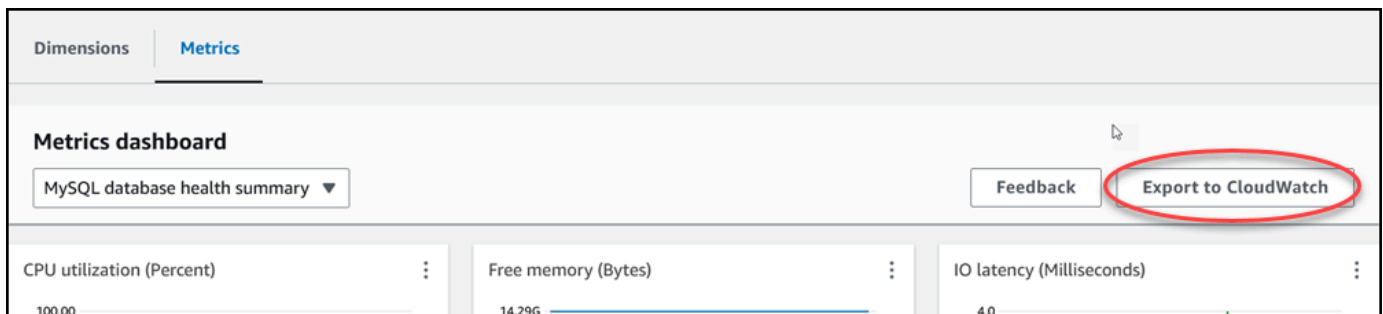 Dimensions Metrics
Metrics dashboard
MySQL database health summary
Feedback Export to CloudWatch
CPU utilization (Percent) Free memory (Bytes) IO latency (Milliseconds)
100.00 14.29G 4.0